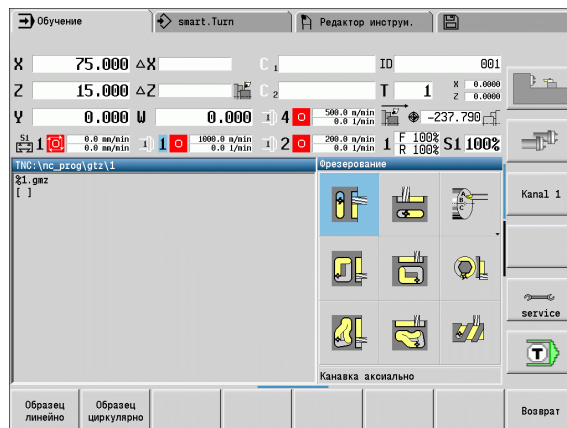 Обучение
smart.Turn
Редактор инструм.
X 75.000 △X C 1 ID 001
Z 15.000 △Z C 2 T 1 X 0.0000
Z 0.0000
Y 0.000 U 0.000 4 500.0 m/min
0.0 1/min -237.790
S1 1 0.0 mm/min
0.0 mm/min 1 1000.0 m/min
0.0 1/min 2 200.0 m/min
0.0 1/min 1 F 100%
R 100% S1 100%
TNC:\nc_prog\gtz\1
Фрезерование
%1.gmz
[ ]
A
B
C
Kanal 1
service
T
Канавка аксиально
Образец
линейно
Образец
циркулярно
Возврат